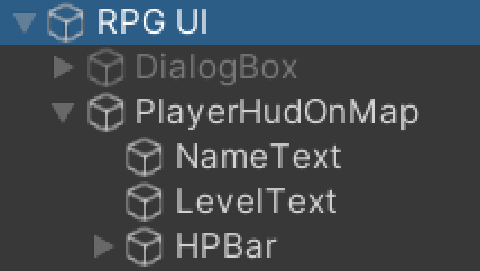 RPG UI
DialogBox
PlayerHudOnMap
NameText
LevelText
HPBar